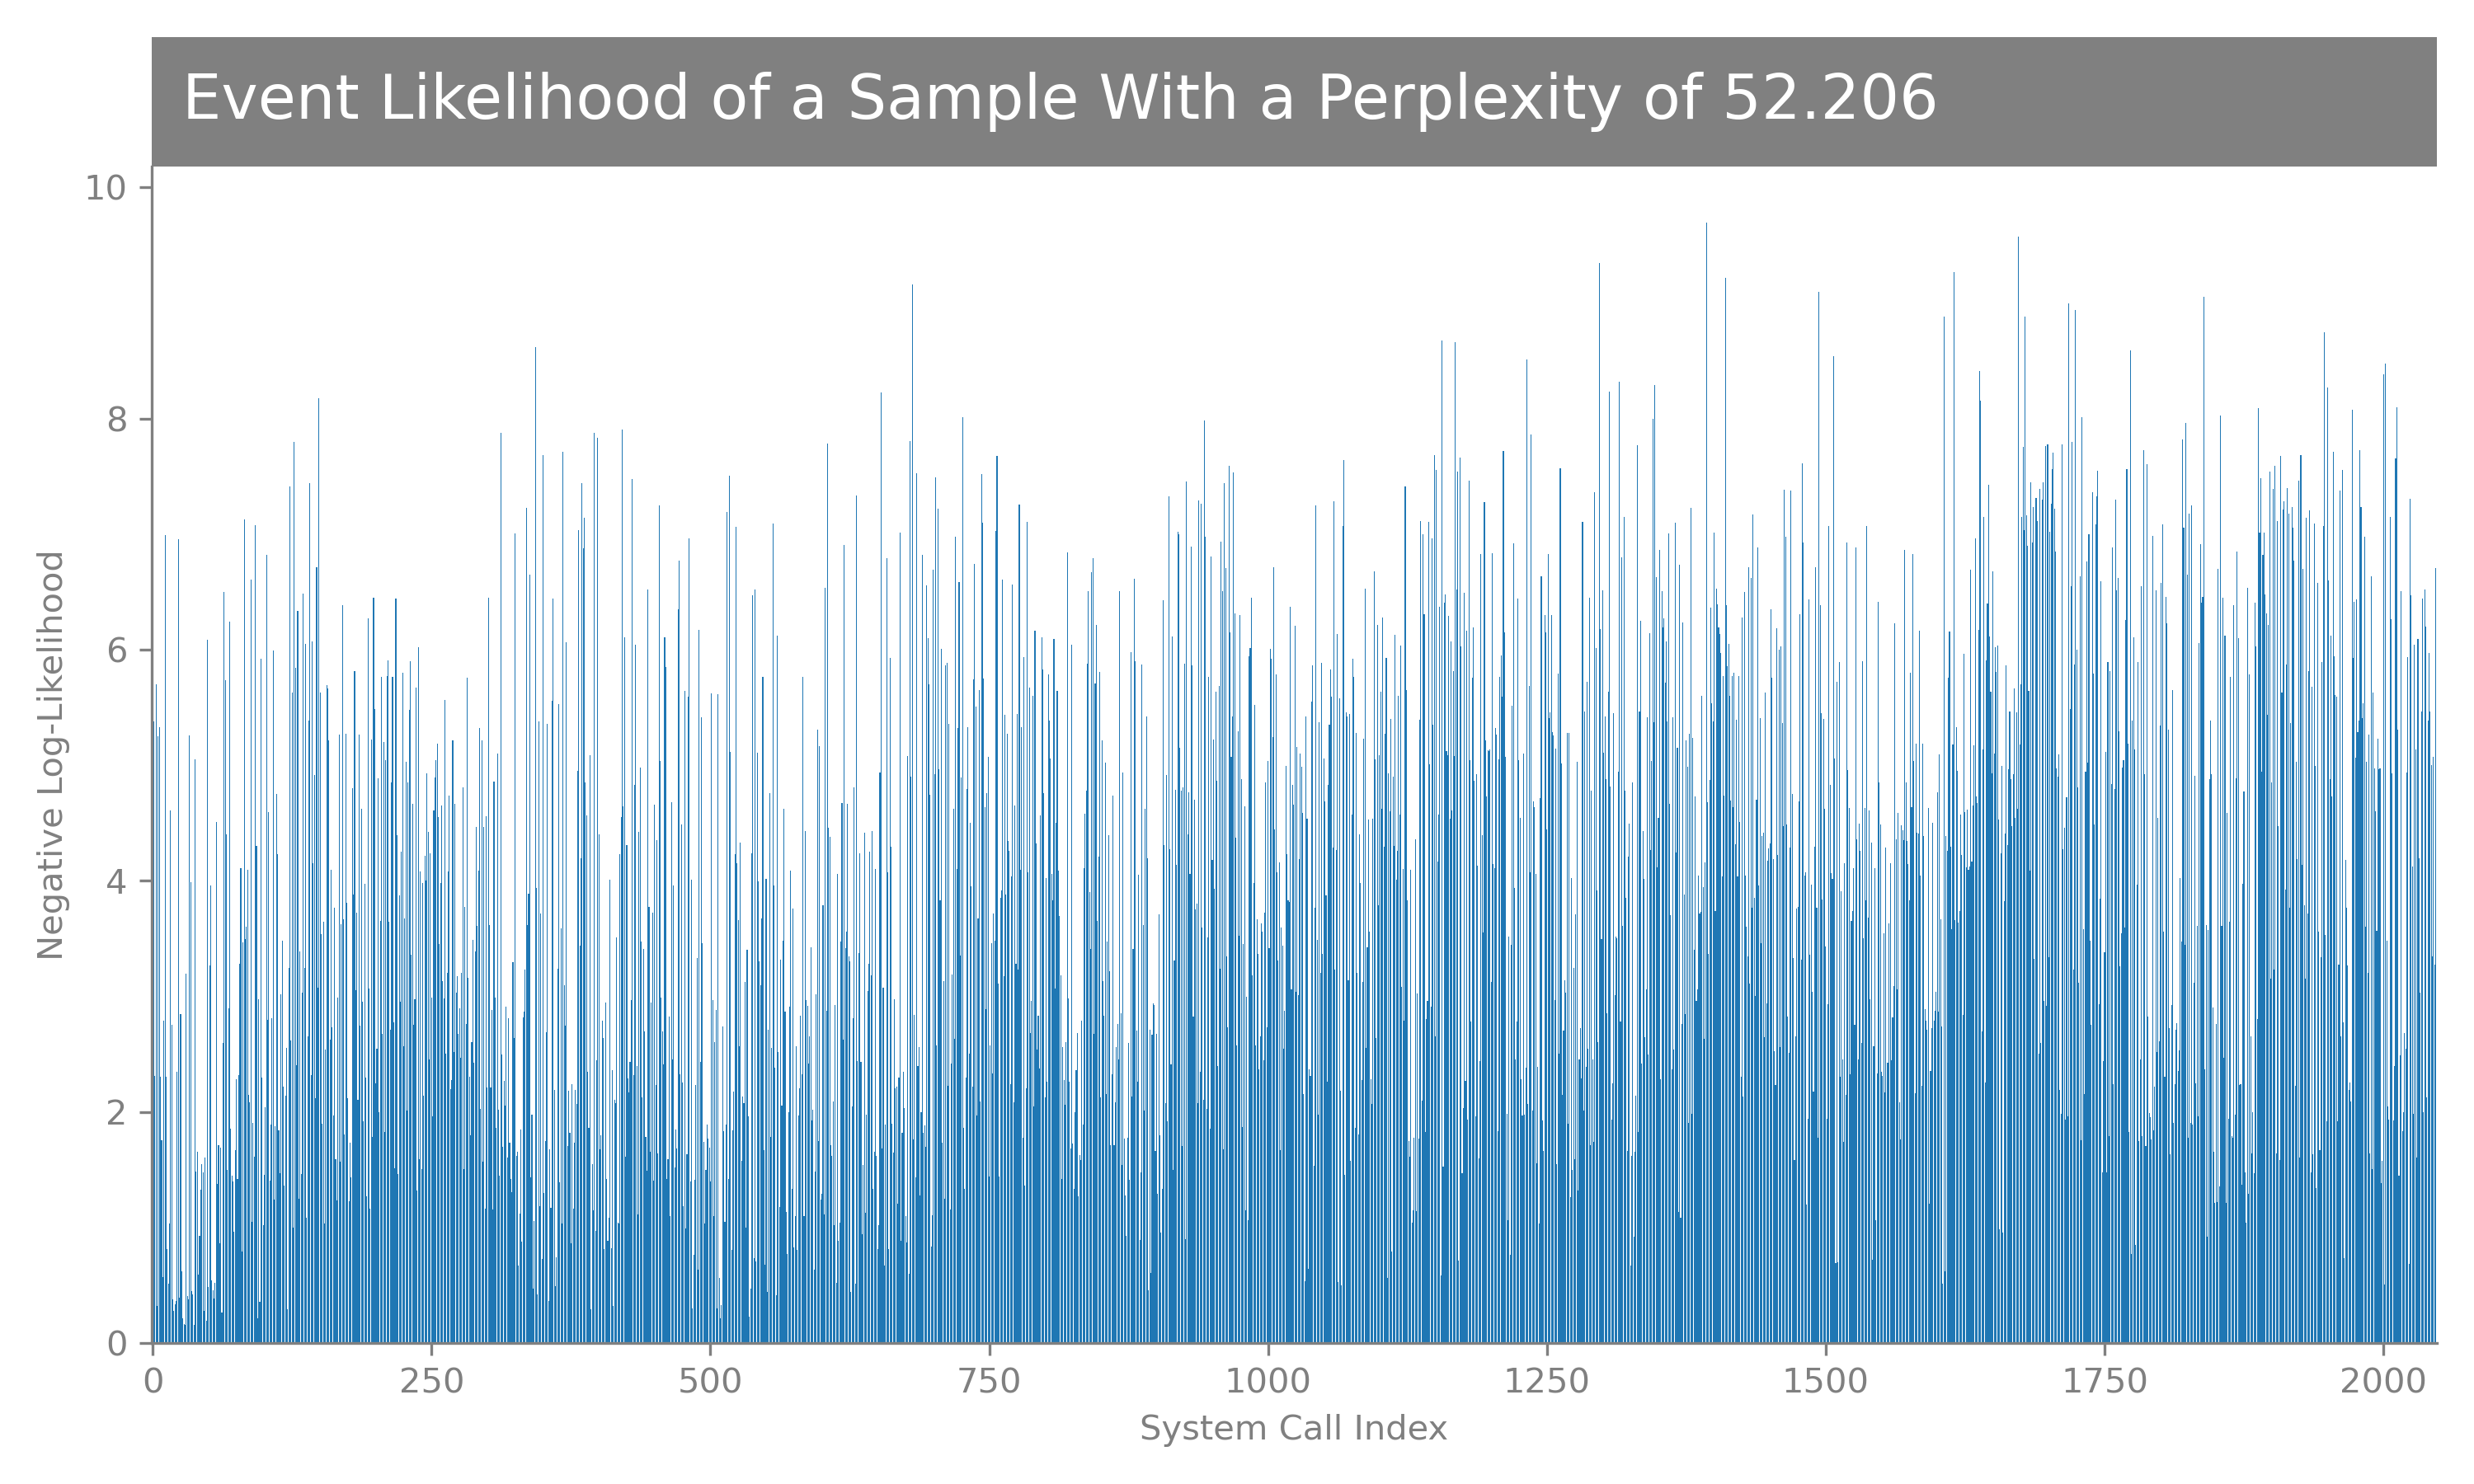 Event Likelihood of a Sample With a Perplexity of 52.206
10
8
6
4
2
0
Negative Log-Likelihood
0 250 500 750 1000 1250 1500 1750 2000
System Call Index